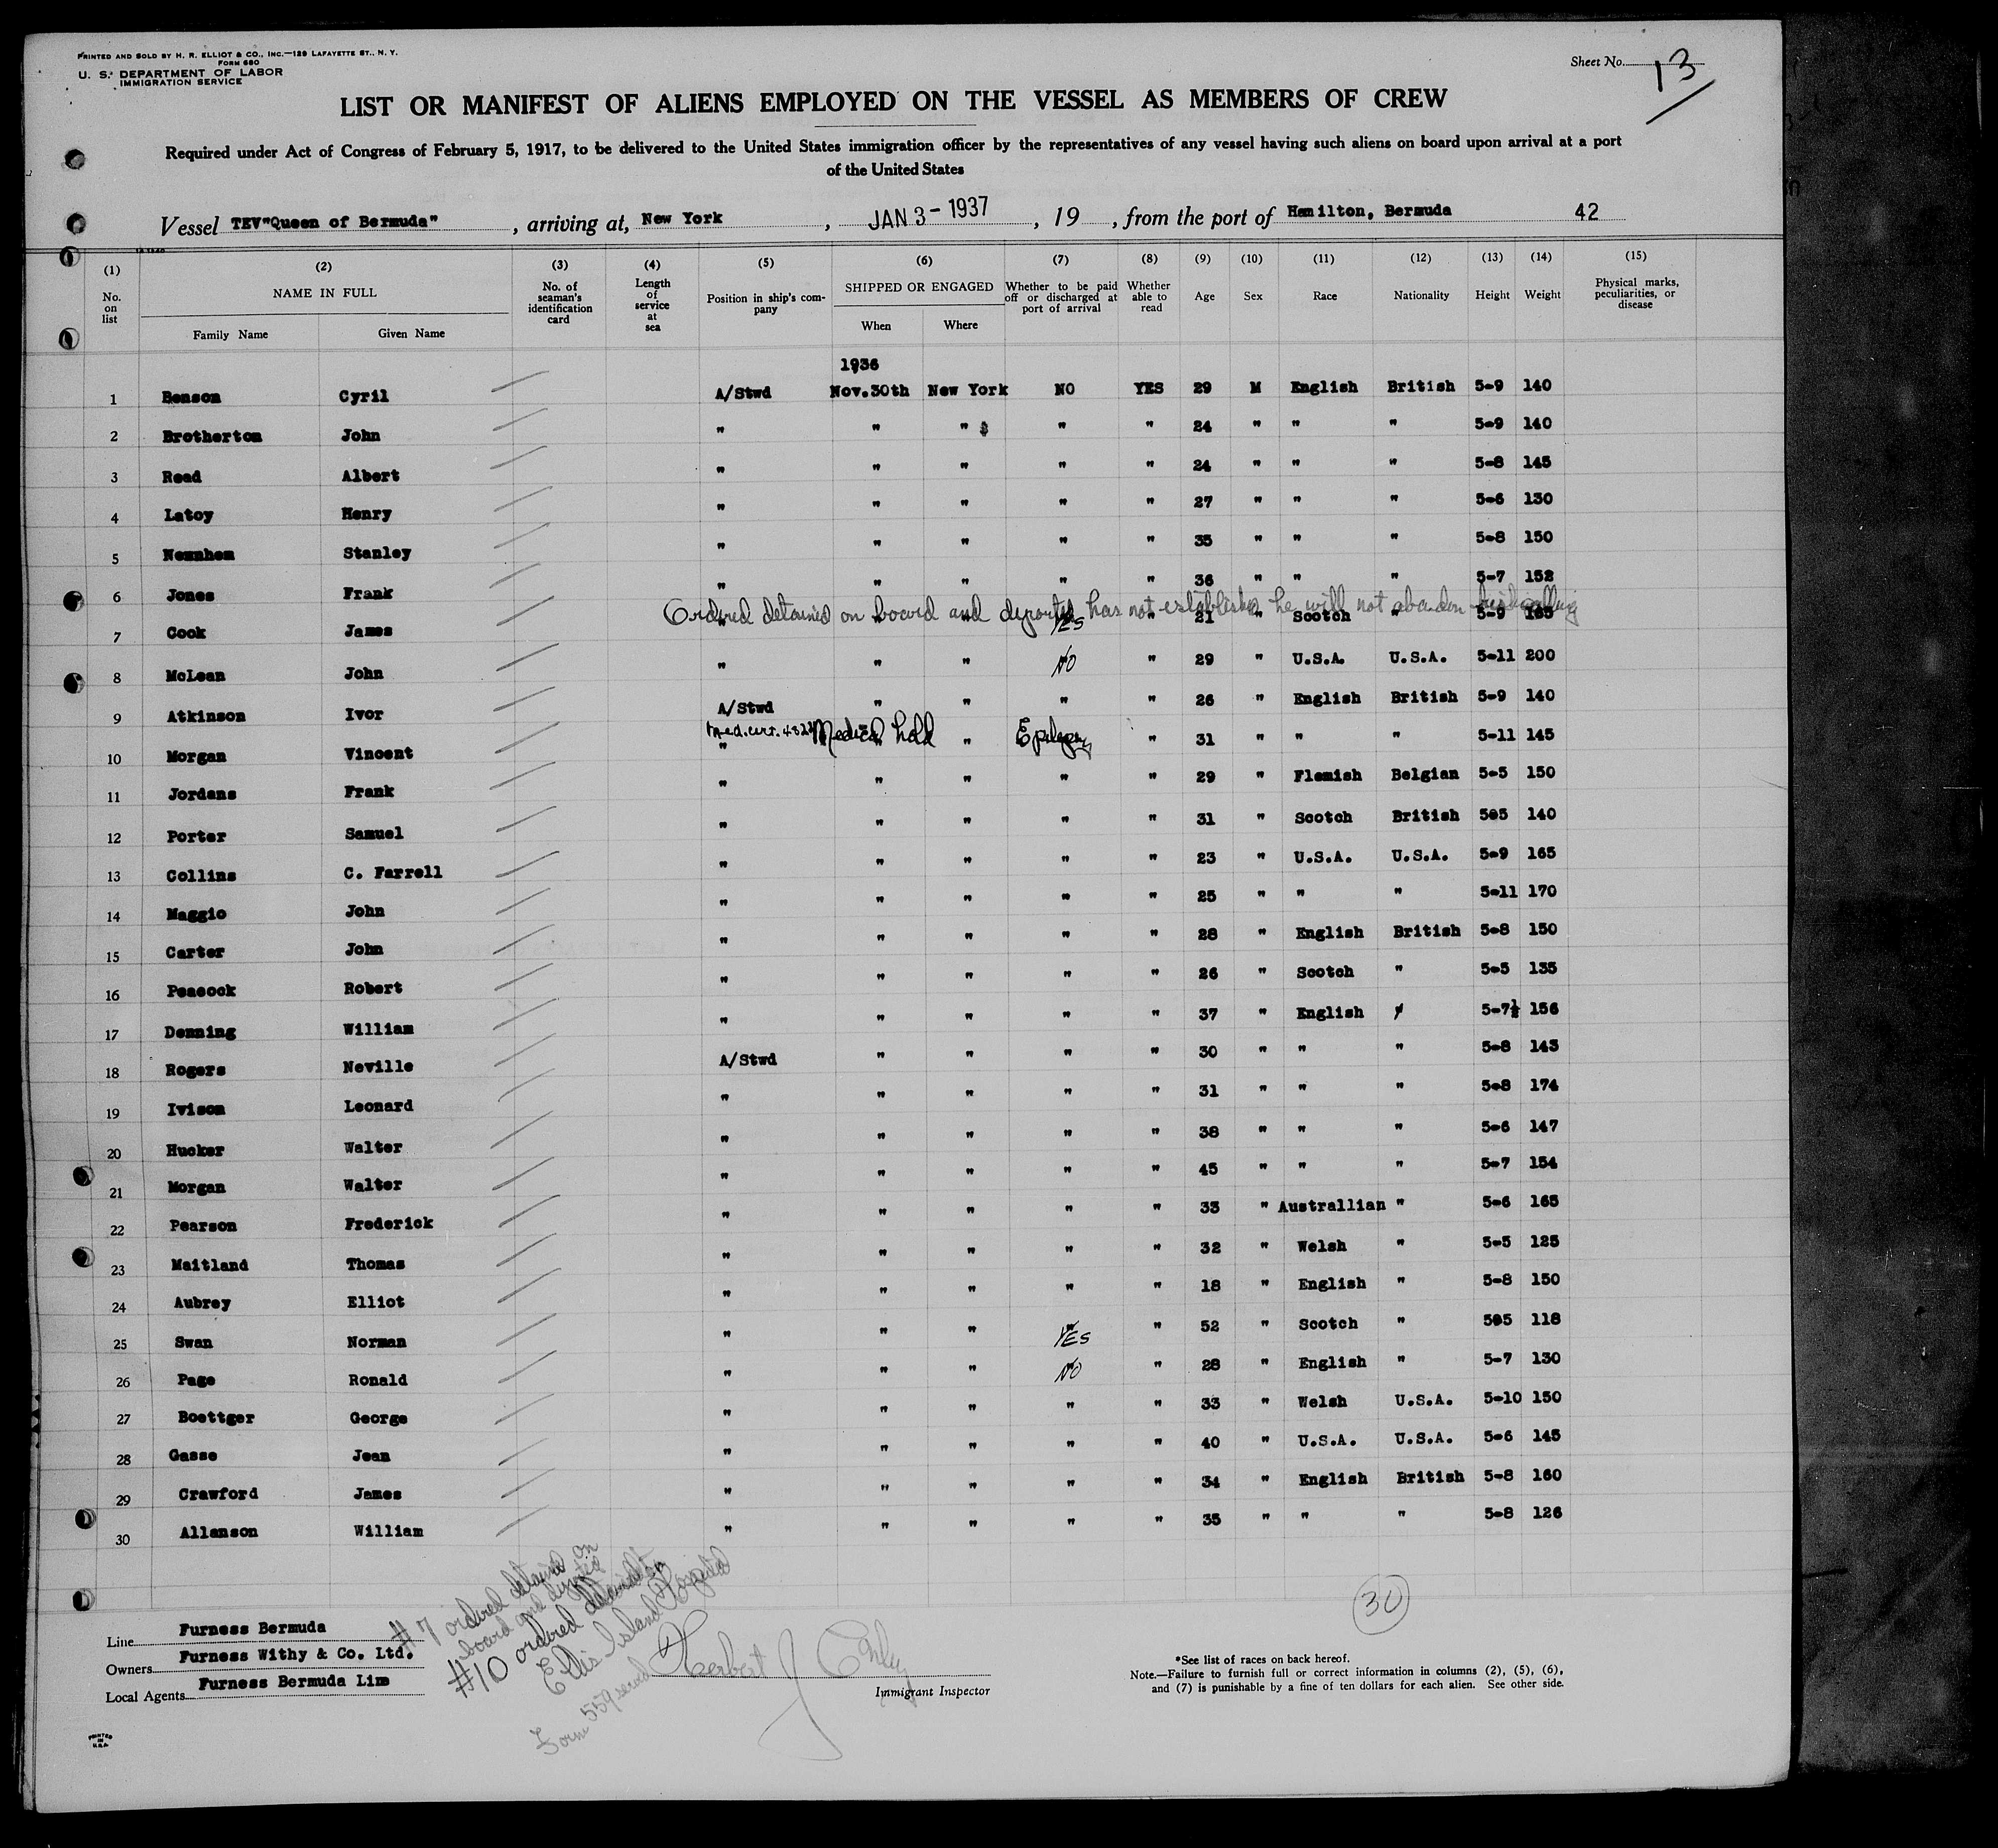 PRINTED AND SOLD BY H. R. ELLIOT & CO., INC.—129 LAFAYETTE ST., N. Y.
FORM 680
U. S. DEPARTMENT OF LABOR
IMMIGRATION SERVICE
Sheet No. 13
LIST OR MANIFEST OF ALIENS EMPLOYED ON THE VESSEL AS MEMBERS OF CREW
Required under Act of Congress of February 5, 1917, to be delivered to the United States immigration officer by the representatives of any vessel having such aliens on board upon arrival at a port
of the United States
Vessel TEV"Queen of Bermuda" , arriving at, New York , JAN 3 - 1937 , 19 , from the port of Hamilton, Bermuda 42
(1) (2) (3) (4) (5) (6) (7) (8) (9) (10) (11) (12) (13) (14) (15)
No. on list NAME IN FULL Family Name Given Name No. of seaman's identification card Length of service at sea Position in ship's company SHIPPED OR ENGAGED When Where Whether to be paid off or discharged at port of arrival Whether able to read Age Sex Race Nationality Height Weight Physical marks, peculiarities, or disease
1936
1 Benson Cyril A/Stwd Nov.30th New York NO YES 29 M English British 5-9 140
2 Brotherton John " " " " " 24 " " " 5-9 140
3 Read Albert " " " " " 24 " " " 5-8 145
4 Latoy Henry " " " " " 27 " " " 5-6 130
5 Newnham Stanley " " " " " 35 " " " 5-8 150
6 Jones Frank " " " " " 36 " " " 5-7 152
Ordered detained on board and deported has not established he will not abandon his calling
7 Cook James " " " YES " 21 " Scotch " 5-9 165
8 McLean John " " " NO " 29 " U.S.A. U.S.A. 5-11 200
9 Atkinson Ivor A/Stwd " " " " 26 " English British 5-9 140
Med. cert. Medical hold Epilepsy
10 Morgan Vincent " " " " 31 " " " 5-11 145
11 Jordans Frank " " " " " 29 " Flemish Belgian 5-5 150
12 Porter Samuel " " " " " 31 " Scotch British 505 140
13 Collins C. Farrell " " " " " 23 " U.S.A. U.S.A. 5-9 165
14 Maggio John " " " " " 25 " " " 5-11 170
15 Carter John " " " " " 28 " English British 5-8 150
16 Peacock Robert " " " " " 26 " Scotch " 5-5 135
17 Denning William " " " " " 37 " English " 5-7½ 156
18 Rogers Neville A/Stwd " " " " 30 " " " 5-8 143
19 Ivison Leonard " " " " " 31 " " " 5-8 174
20 Hucker Walter " " " " " 38 " " " 5-6 147
21 Morgan Walter " " " " " 45 " " " 5-7 154
22 Pearson Frederick " " " " " 33 " Australlian " 5-6 165
23 Maitland Thomas " " " " " 32 " Welsh " 5-5 125
24 Aubrey Elliot " " " " " 18 " English " 5-8 150
25 Swan Norman " " " YES " 52 " Scotch " 505 118
26 Page Ronald " " " NO " 28 " English " 5-7 130
27 Boettger George " " " " " 33 " Welsh U.S.A. 5-10 150
28 Gasse Jean " " " " " 40 " U.S.A. U.S.A. 5-6 145
29 Crawford James " " " " " 34 " English British 5-8 160
30 Allanson William " " " " " 35 " " " 5-8 126
30
#7 ordered detained on
board and deported
#10 ordered detained to
Ellis Island Hospital
Form 559 served
Line Furness Bermuda
Owners Furness Withy & Co. Ltd.
Local Agents Furness Bermuda Lim
Herbert J
Immigrant Inspector
*See list of races on back hereof.
Note.—Failure to furnish full or correct information in columns (2), (5), (6),
and (7) is punishable by a fine of ten dollars for each alien. See other side.
PRINTED
IN
U.S.A.